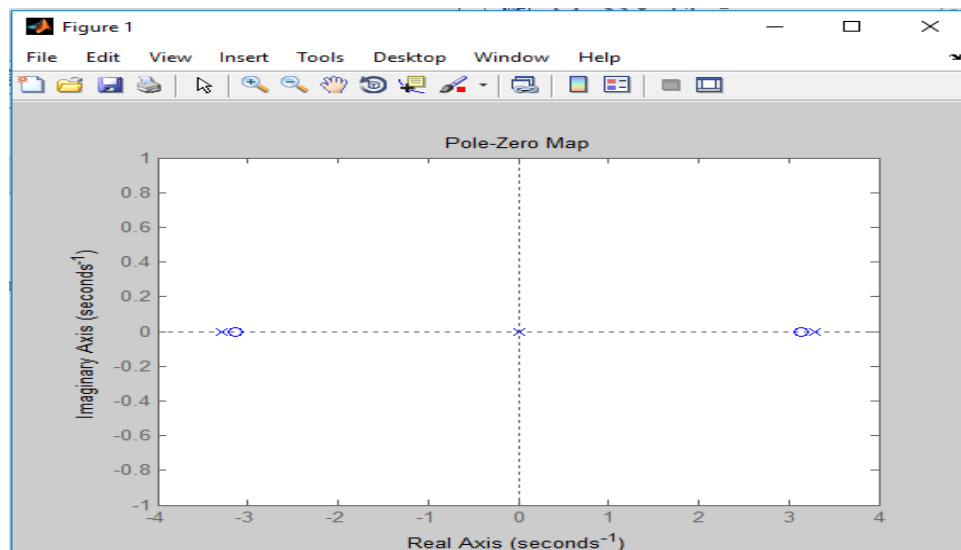 Figure 1
File Edit View Insert Tools Desktop Window Help
Pole-Zero Map
1
0.8
0.6
0.4
0.2
0
-0.2
-0.4
-0.6
-0.8
-1
Imaginary Axis (seconds⁻¹)
-4 -3 -2 -1 0 1 2 3 4
Real Axis (seconds⁻¹)